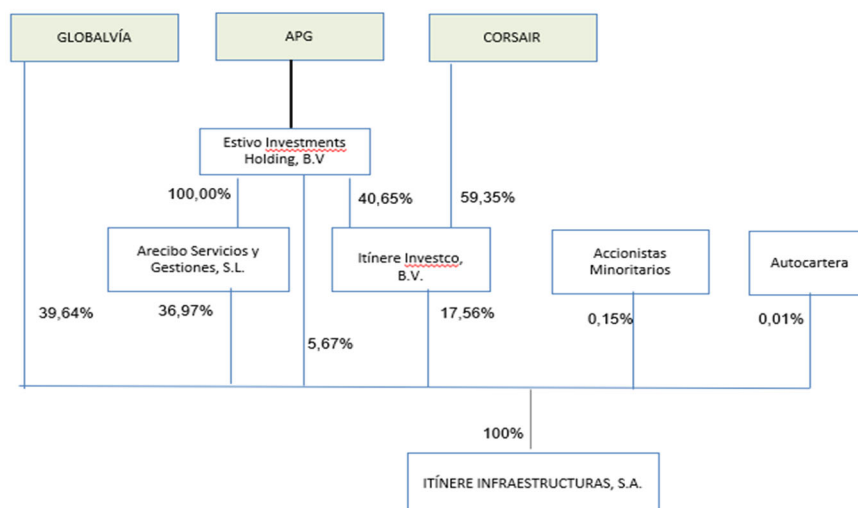 GLOBALVÍA
APG
CORSAIR
Estivo Investments
Holding, B.V
100,00%
40,65%
59,35%
Arecibo Servicios y
Gestiones, S.L.
Itínere Investco,
B.V.
Accionistas
Minoritarios
Autocartera
39,64%
36,97%
5,67%
17,56%
0,15%
0,01%
100%
ITÍNERE INFRAESTRUCTURAS, S.A.